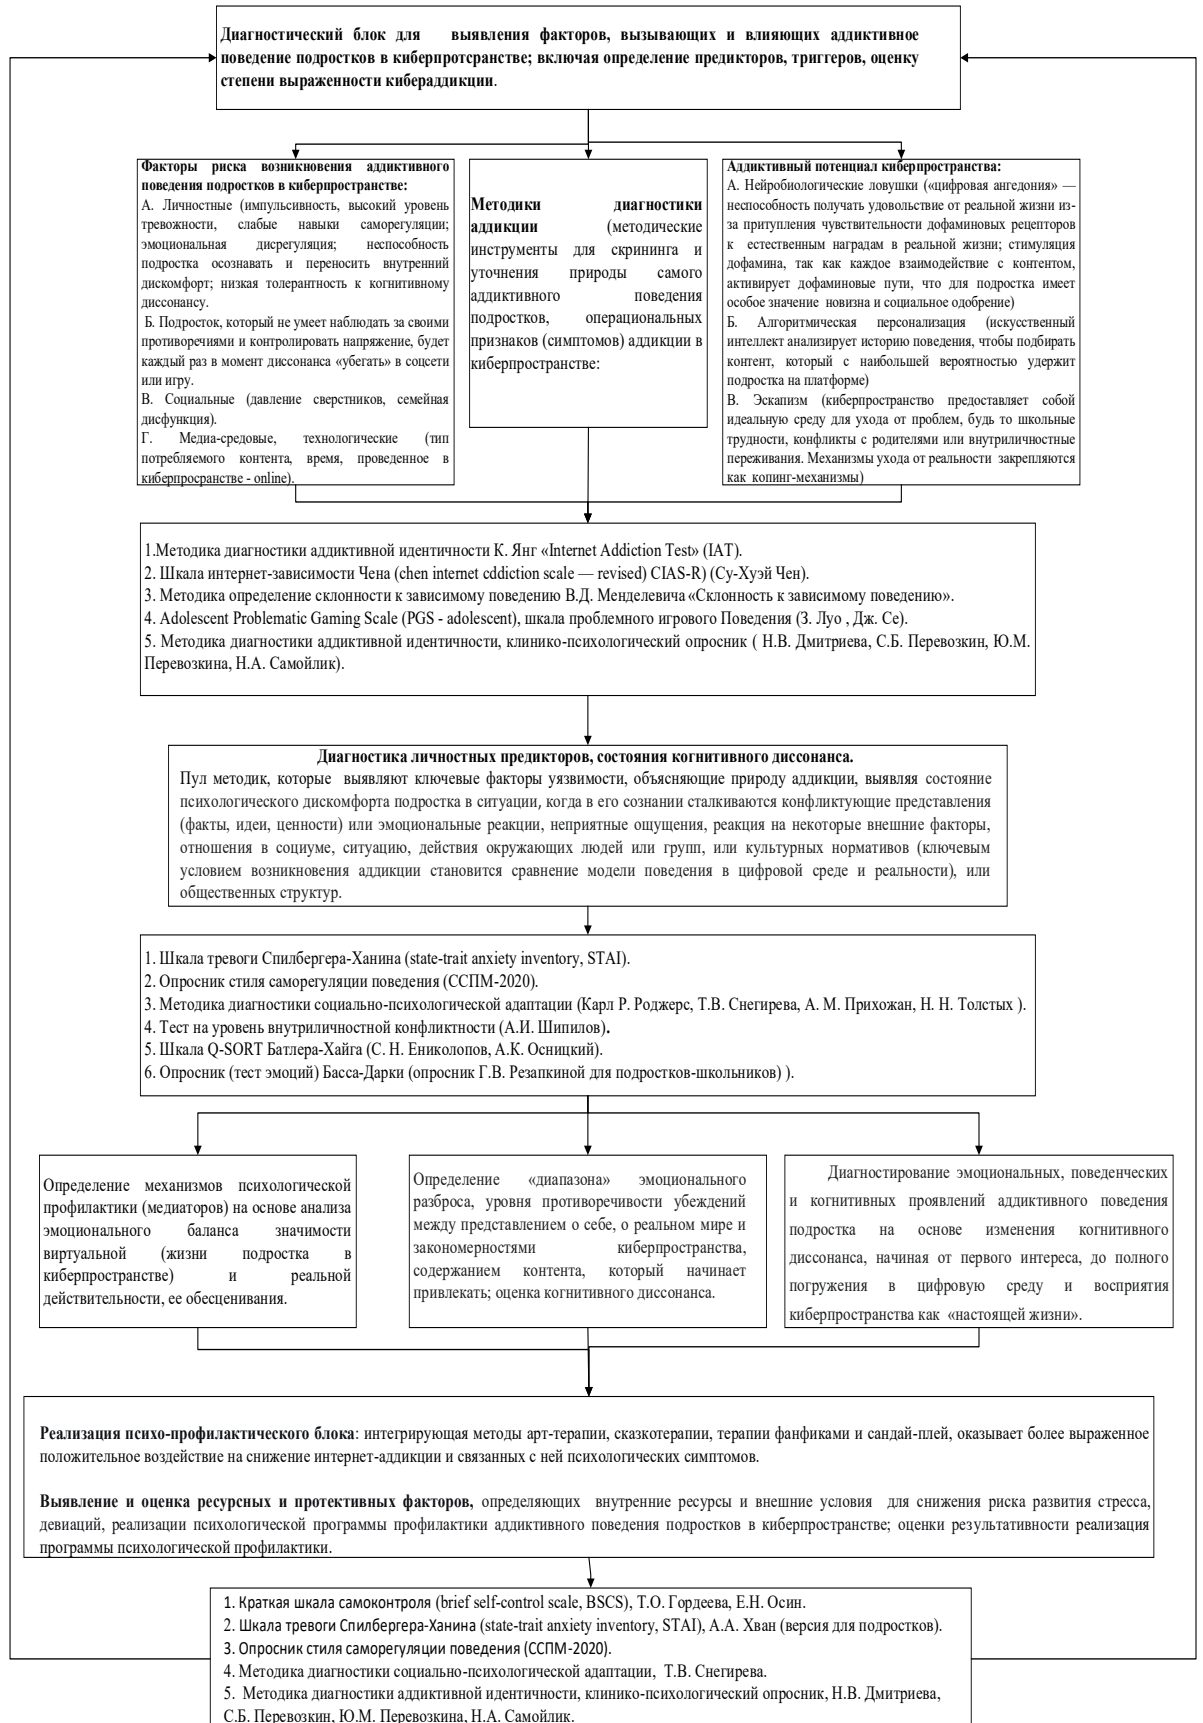 Диагностический блок для выявления факторов, вызывающих и влияющих аддиктивное
поведение подростков в киберпротсранстве; включая определение предикторов, триггеров, оценку
степени выраженности кибераддикции.
Факторы риска возникновения аддиктивного
поведения подростков в киберпространстве:
А. Личностные (импульсивность, высокий уровень
тревожности, слабые навыки саморегуляции;
эмоциональная дисрегуляция; неспособность
подростка осознавать и переносить внутренний
дискомфорт; низкая толерантность к когнитивному
диссонансу.
Б. Подросток, который не умеет наблюдать за своими
противоречиями и контролировать напряжение, будет
каждый раз в момент диссонанса «убегать» в соцсети
или игру.
В. Социальные (давление сверстников, семейная
дисфункция).
Г. Медиа-средовые, технологические (тип
потребляемого контента, время, проведенное в
киберпросранстве - online).
Методики диагностики
аддикции (методические
инструменты для скрининга и
уточнения природы самого
аддиктивного поведения
подростков, операциональных
признаков (симптомов) аддикции в
киберпространстве:
Аддиктивный потенциал киберпространства:
А. Нейробиологические ловушки («цифровая ангедония» —
неспособность получать удовольствие от реальной жизни из-
за притупления чувствительности дофаминовых рецепторов
к естественным наградам в реальной жизни; стимуляция
дофамина, так как каждое взаимодействие с контентом,
активирует дофаминовые пути, что для подростка имеет
особое значение новизна и социальное одобрение)
Б. Алгоритмическая персонализация (искусственный
интеллект анализирует историю поведения, чтобы подбирать
контент, который с наибольшей вероятностью удержит
подростка на платформе)
В. Эскапизм (киберпространство предоставляет собой
идеальную среду для ухода от проблем, будь то школьные
трудности, конфликты с родителями или внутриличностные
переживания. Механизмы ухода от реальности закрепляются
как копинг-механизмы)
1.Методика диагностики аддиктивной идентичности К. Янг «Internet Addiction Test» (IAT).
2. Шкала интернет-зависимости Чена (chen internet cddiction scale — revised) CIAS-R) (Су-Хуэй Чен).
3. Методика определение склонности к зависимому поведению В.Д. Менделевича «Склонность к зависимому поведению».
4. Adolescent Problematic Gaming Scale (PGS - adolescent), шкала проблемного игрового Поведения (З. Луо , Дж. Се).
5. Методика диагностики аддиктивной идентичности, клинико-психологический опросник ( Н.В. Дмитриева, С.Б. Перевозкин, Ю.М.
Перевозкина, Н.А. Самойлик).
Диагностика личностных предикторов, состояния когнитивного диссонанса.
Пул методик, которые выявляют ключевые факторы уязвимости, объясняющие природу аддикции, выявляя состояние
психологического дискомфорта подростка в ситуации, когда в его сознании сталкиваются конфликтующие представления
(факты, идеи, ценности) или эмоциональные реакции, неприятные ощущения, реакция на некоторые внешние факторы,
отношения в социуме, ситуацию, действия окружающих людей или групп, или культурных нормативов (ключевым
условием возникновения аддикции становится сравнение модели поведения в цифровой среде и реальности), или
общественных структур.
1. Шкала тревоги Спилбергера-Ханина (state-trait anxiety inventory, STAI).
2. Опросник стиля саморегуляции поведения (ССПМ-2020).
3. Методика диагностики социально-психологической адаптации (Карл Р. Роджерс, Т.В. Снегирева, А. М. Прихожан, Н. Н. Толстых ).
4. Тест на уровень внутриличностной конфликтности (А.И. Шипилов).
5. Шкала Q-SORT Батлера-Хайга (С. Н. Ениколопов, А.К. Осницкий).
6. Опросник (тест эмоций) Басса-Дарки (опросник Г.В. Резапкиной для подростков-школьников) ).
Определение механизмов психологической
профилактики (медиаторов) на основе анализа
эмоционального баланса значимости
виртуальной (жизни подростка в
киберпространстве) и реальной
действительности, ее обесценивания.
Определение «диапазона» эмоционального
разброса, уровня противоречивости убеждений
между представлением о себе, о реальном мире и
закономерностями киберпространства,
содержанием контента, который начинает
привлекать; оценка когнитивного диссонанса.
Диагностирование эмоциональных, поведенческих
и когнитивных проявлений аддиктивного поведения
подростка на основе изменения когнитивного
диссонанса, начиная от первого интереса, до полного
погружения в цифровую среду и восприятия
киберпространства как «настоящей жизни».
Реализация психо-профилактического блока: интегрирующая методы арт-терапии, сказкотерапии, терапии фанфиками и сандай-плей, оказывает более выраженное
положительное воздействие на снижение интернет-аддикции и связанных с ней психологических симптомов.
Выявление и оценка ресурсных и протективных факторов, определяющих внутренние ресурсы и внешние условия для снижения риска развития стресса,
девиаций, реализации психологической программы профилактики аддиктивного поведения подростков в киберпространстве; оценки результативности реализация
программы психологической профилактики.
1. Краткая шкала самоконтроля (brief self-control scale, BSCS), Т.О. Гордеева, Е.Н. Осин.
2. Шкала тревоги Спилбергера-Ханина (state-trait anxiety inventory, STAI), А.А. Хван (версия для подростков).
3. Опросник стиля саморегуляции поведения (ССПМ-2020).
4. Методика диагностики социально-психологической адаптации, Т.В. Снегирева.
5. Методика диагностики аддиктивной идентичности, клинико-психологический опросник, Н.В. Дмитриева,
С.Б. Перевозкин, Ю.М. Перевозкина, Н.А. Самойлик.